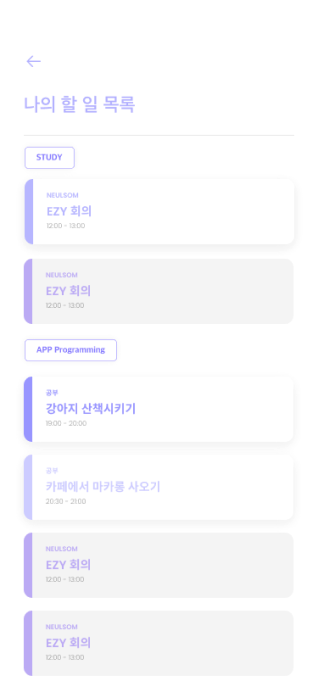 나의 할 일 목록
STUDY
NEULSOM
EZY 회의
12:00 - 13:00
NEULSOM
EZY 회의
12:00 - 13:00
APP Programming
공부
강아지 산책시키기
19:00 - 20:00
공부
카페에서 마카롱 사오기
20:30 - 21:00
NEULSOM
EZY 회의
12:00 - 13:00
NEULSOM
EZY 회의
12:00 - 13:00